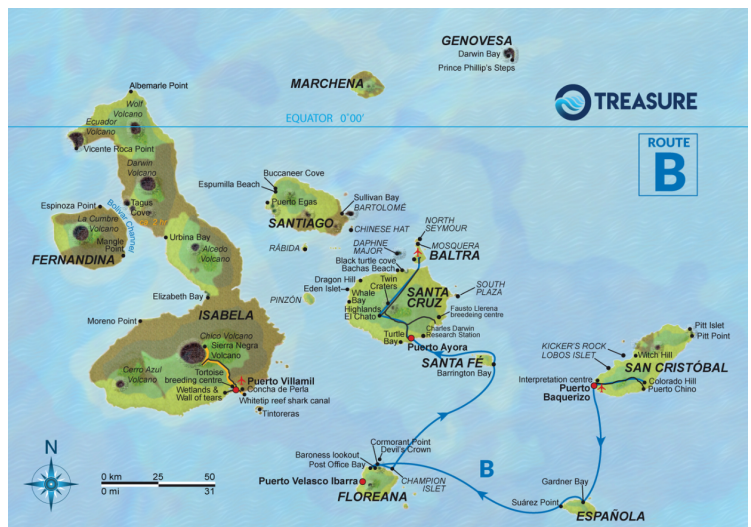 GENOVESA
Darwin Bay
Prince Phillip's Steps
MARCHENA
TREASURE
EQUATOR 0°00'
ROUTE
B
Albemarle Point
Wolf
Volcano
Ecuador
Volcano
Vicente Roca Point
Darwin
Volcano
Tagus
Cove
Bolivar Channel
Espinoza Point
La Cumbre
Volcano
Mangle
Point
FERNANDINA
Urbina Bay
Alcedo
Volcano
Elizabeth Bay
ISABELA
Moreno Point
Chico Volcano
Sierra Negra
Volcano
Cerro Azul
Volcano
Tortoise
breeding centre
Wetlands &
Wall of tears
Puerto Villamil
Concha de Perla
Whitetip reef shark canal
Tintoreras
Buccaneer Cove
Espumilla Beach
Puerto Egas
Sullivan Bay
BARTOLOMÉ
SANTIAGO
CHINESE HAT
RÁBIDA
PINZÓN
NORTH
SEYMOUR
MOSQUERA
BALTRA
DAPHNE
MAJOR
Black turtle cove
Bachas Beach
Dragon Hill
Eden Islet
Whale
Bay
Twin
Craters
SANTA
CRUZ
SOUTH
PLAZA
Highlands
El Chato
Fausto Llerena
breedeing centre
Charles Darwin
Research Station
Turtle
Bay
Puerto Ayora
SANTA FÉ
Barrington Bay
Pitt Islet
Pitt Point
KICKER'S ROCK
LOBOS ISLET
Witch Hill
SAN CRISTÓBAL
Interpretation centre
Puerto
Baquerizo
Colorado Hill
Puerto Chino
Cormorant Point
Devil's Crown
Baroness lookout
Post Office Bay
Puerto Velasco Ibarra
CHAMPION
ISLET
FLOREANA
B
Gardner Bay
Suárez Point
ESPAÑOLA
N
0 km 25 50
0 mi 31